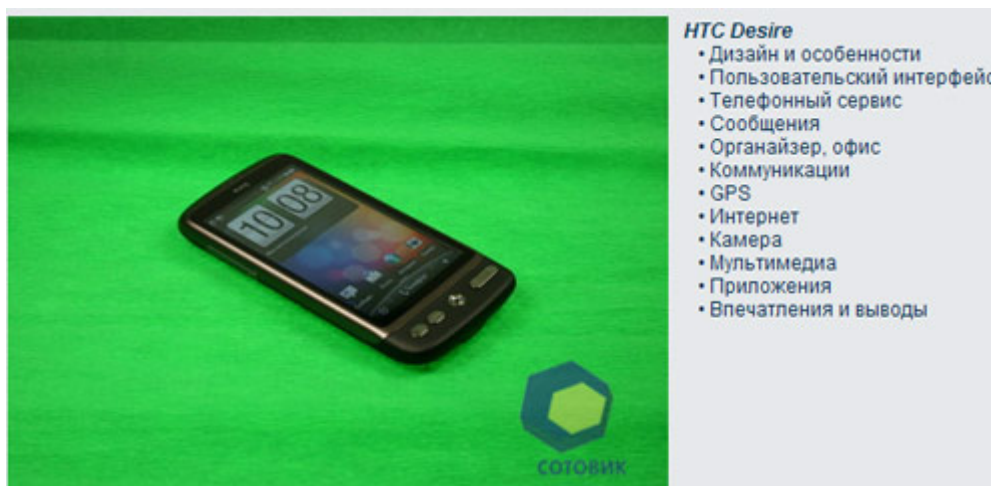 HTC Desire
• Дизайн и особенности
• Пользовательский интерфейс
• Телефонный сервис
• Сообщения
• Органайзер, офис
• Коммуникации
• GPS
• Интернет
• Камера
• Мультимедиа
• Приложения
• Впечатления и выводы
10 08
СОТОВИК